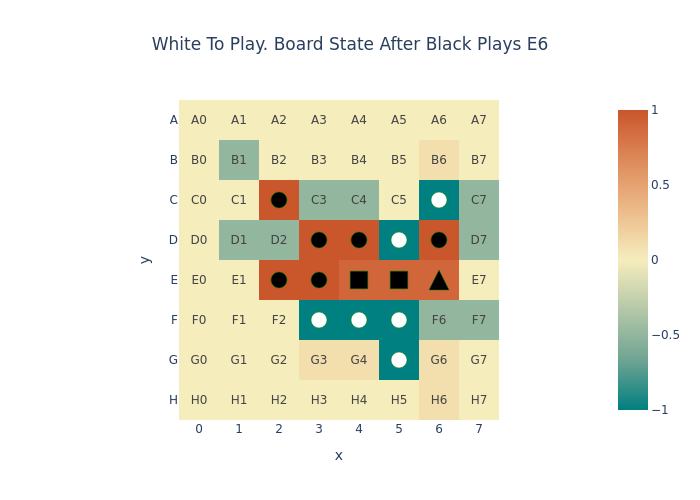 White To Play. Board State After Black Plays E6
A A0 A1 A2 A3 A4 A5 A6 A7
B B0 B1 B2 B3 B4 B5 B6 B7
C C0 C1 C3 C4 C5 C7
D D0 D1 D2 D7
E E0 E1 E7
F F0 F1 F2 F6 F7
G G0 G1 G2 G3 G4 G6 G7
H H0 H1 H2 H3 H4 H5 H6 H7
0 1 2 3 4 5 6 7
x
y
1
0.5
0
−0.5
−1